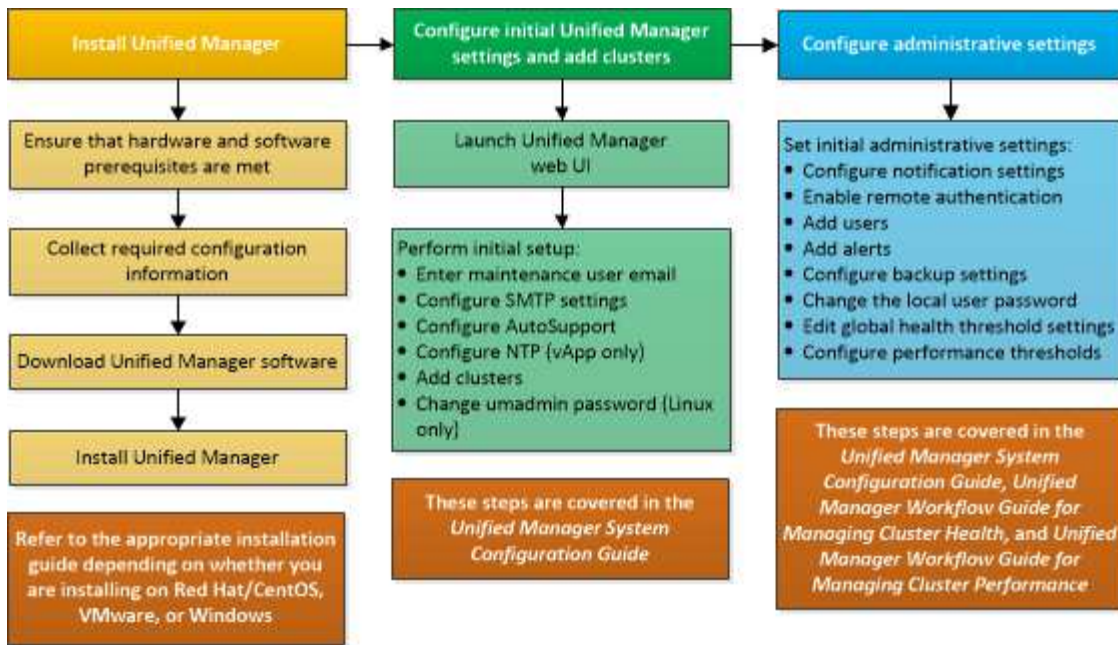 Install Unified Manager
Ensure that hardware and software
prerequisites are met
Collect required configuration
information
Download Unified Manager software
Install Unified Manager
Refer to the appropriate installation
guide depending on whether you
are installing on Red Hat/CentOS,
VMware, or Windows
Configure initial Unified Manager
settings and add clusters
Launch Unified Manager
web UI
Perform initial setup:
• Enter maintenance user email
• Configure SMTP settings
• Configure AutoSupport
• Configure NTP (vApp only)
• Add clusters
• Change umadmin password (Linux
only)
These steps are covered in the
Unified Manager System
Configuration Guide
Configure administrative settings
Set initial administrative settings:
• Configure notification settings
• Enable remote authentication
• Add users
• Add alerts
• Configure backup settings
• Change the local user password
• Edit global health threshold settings
• Configure performance thresholds
These steps are covered in the
Unified Manager System
Configuration Guide, Unified
Manager Workflow Guide for
Managing Cluster Health, and Unified
Manager Workflow Guide for
Managing Cluster Performance